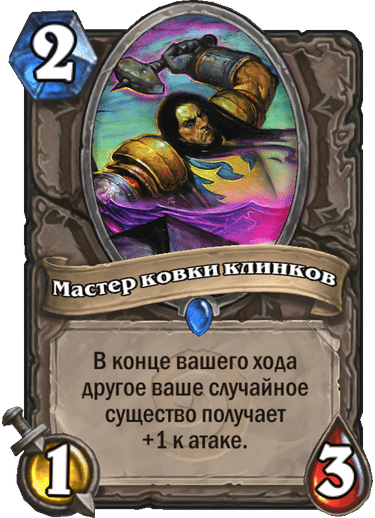 2
Мастер ковки клинков
В конце вашего хода
другое ваше случайное
существо получает
+1 к атаке.
1
3